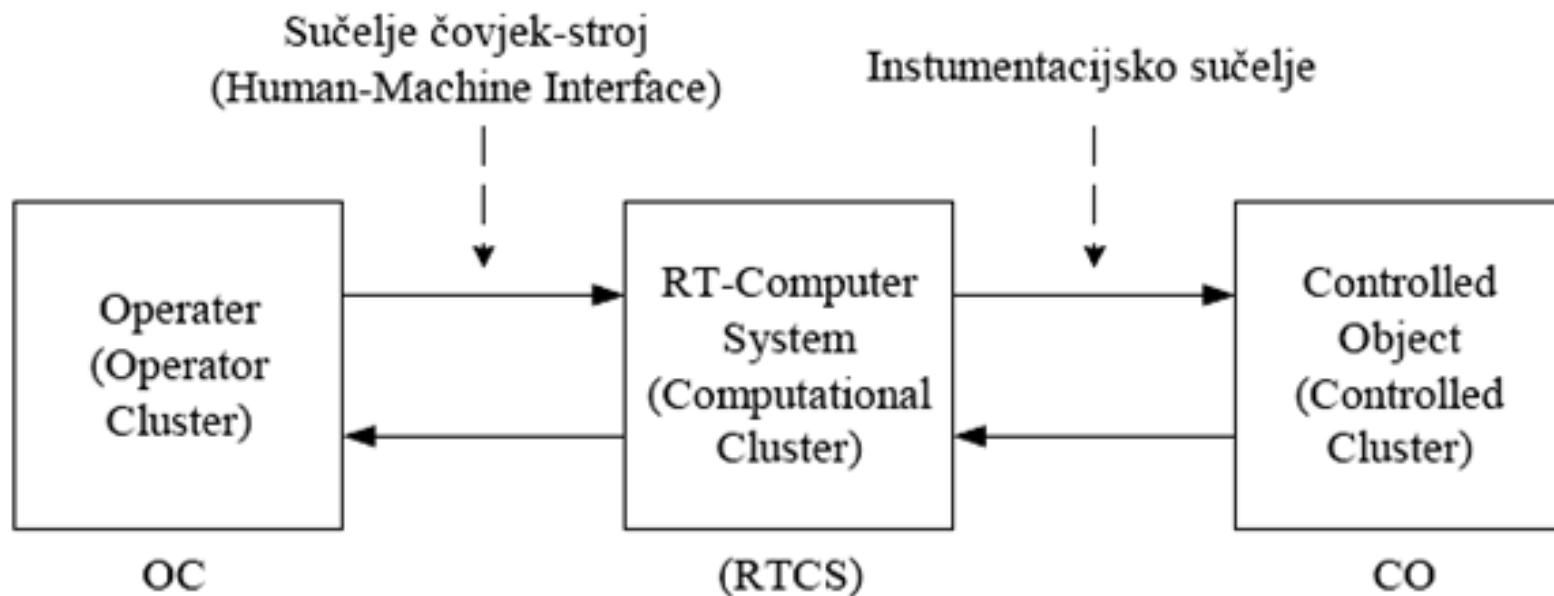 Sučelje čovjek-stroj
(Human-Machine Interface)
Instumentacijsko sučelje
Operater
(Operator
Cluster)
RT-Computer
System
(Computational
Cluster)
Controlled
Object
(Controlled
Cluster)
OC
(RTCS)
CO